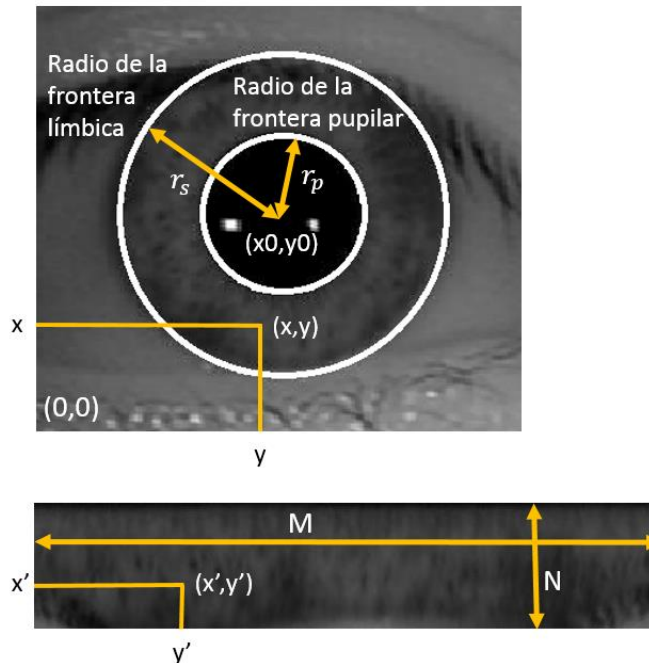 Radio de la
frontera
límbica
Radio de la
frontera pupilar
r_s
r_p
(x0,y0)
x
(x,y)
(0,0)
y
M
x'
(x',y')
N
y'